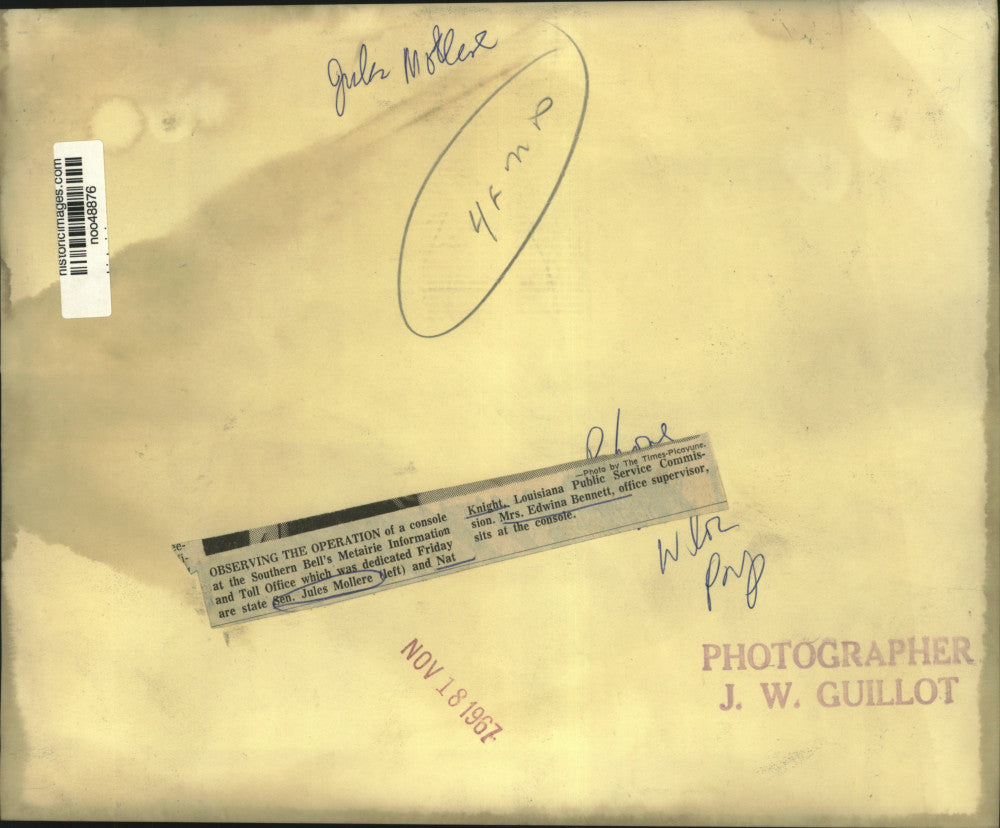 Jules Mollere
historicimages.com
noo48876
Phone
ee-
OBSERVING THE OPERATION of a console
at the Southern Bell's Metairie Information
and Toll Office which was dedicated Friday
are state Sen. Jules Mollere (left) and Nat
—Photo by The Times-Picayune.
Knight, Louisiana Public Service Commis-
sion. Mrs. Edwina Bennett, office supervisor,
sits at the console.
NOV 18 1967
PHOTOGRAPHER
J. W. GUILLOT